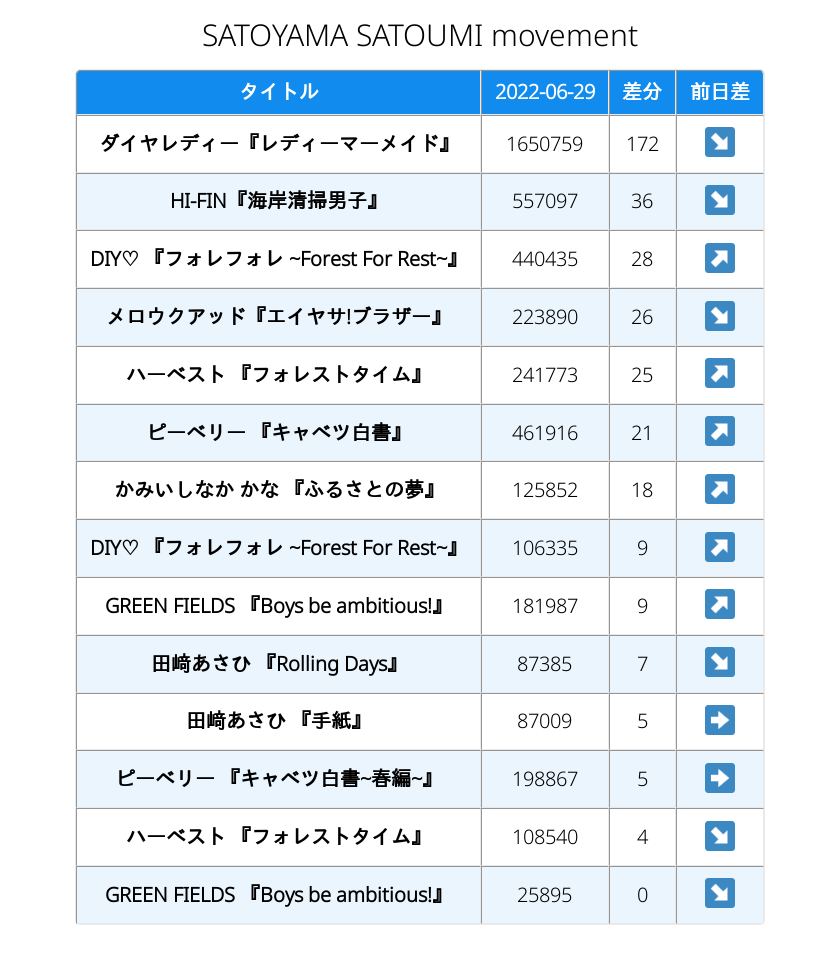 SATOYAMA SATOUMI movement
タイトル 2022-06-29 差分 前日差
ダイヤレディー『レディーマーメイド』 1650759 172 ↘
HI-FIN『海岸清掃男子』 557097 36 ↘
DIY♡ 『フォレフォレ ~Forest For Rest~』 440435 28 ↗
メロウクアッド『エイヤサ!ブラザー』 223890 26 ↘
ハーベスト 『フォレストタイム』 241773 25 ↗
ピーベリー 『キャベツ白書』 461916 21 ↗
かみいしなか かな 『ふるさとの夢』 125852 18 ↗
DIY♡ 『フォレフォレ ~Forest For Rest~』 106335 9 ↗
GREEN FIELDS 『Boys be ambitious!』 181987 9 ↗
田﨑あさひ 『Rolling Days』 87385 7 ↘
田﨑あさひ 『手紙』 87009 5 ➡
ピーベリー 『キャベツ白書~春編~』 198867 5 ➡
ハーベスト 『フォレストタイム』 108540 4 ↘
GREEN FIELDS 『Boys be ambitious!』 25895 0 ↘